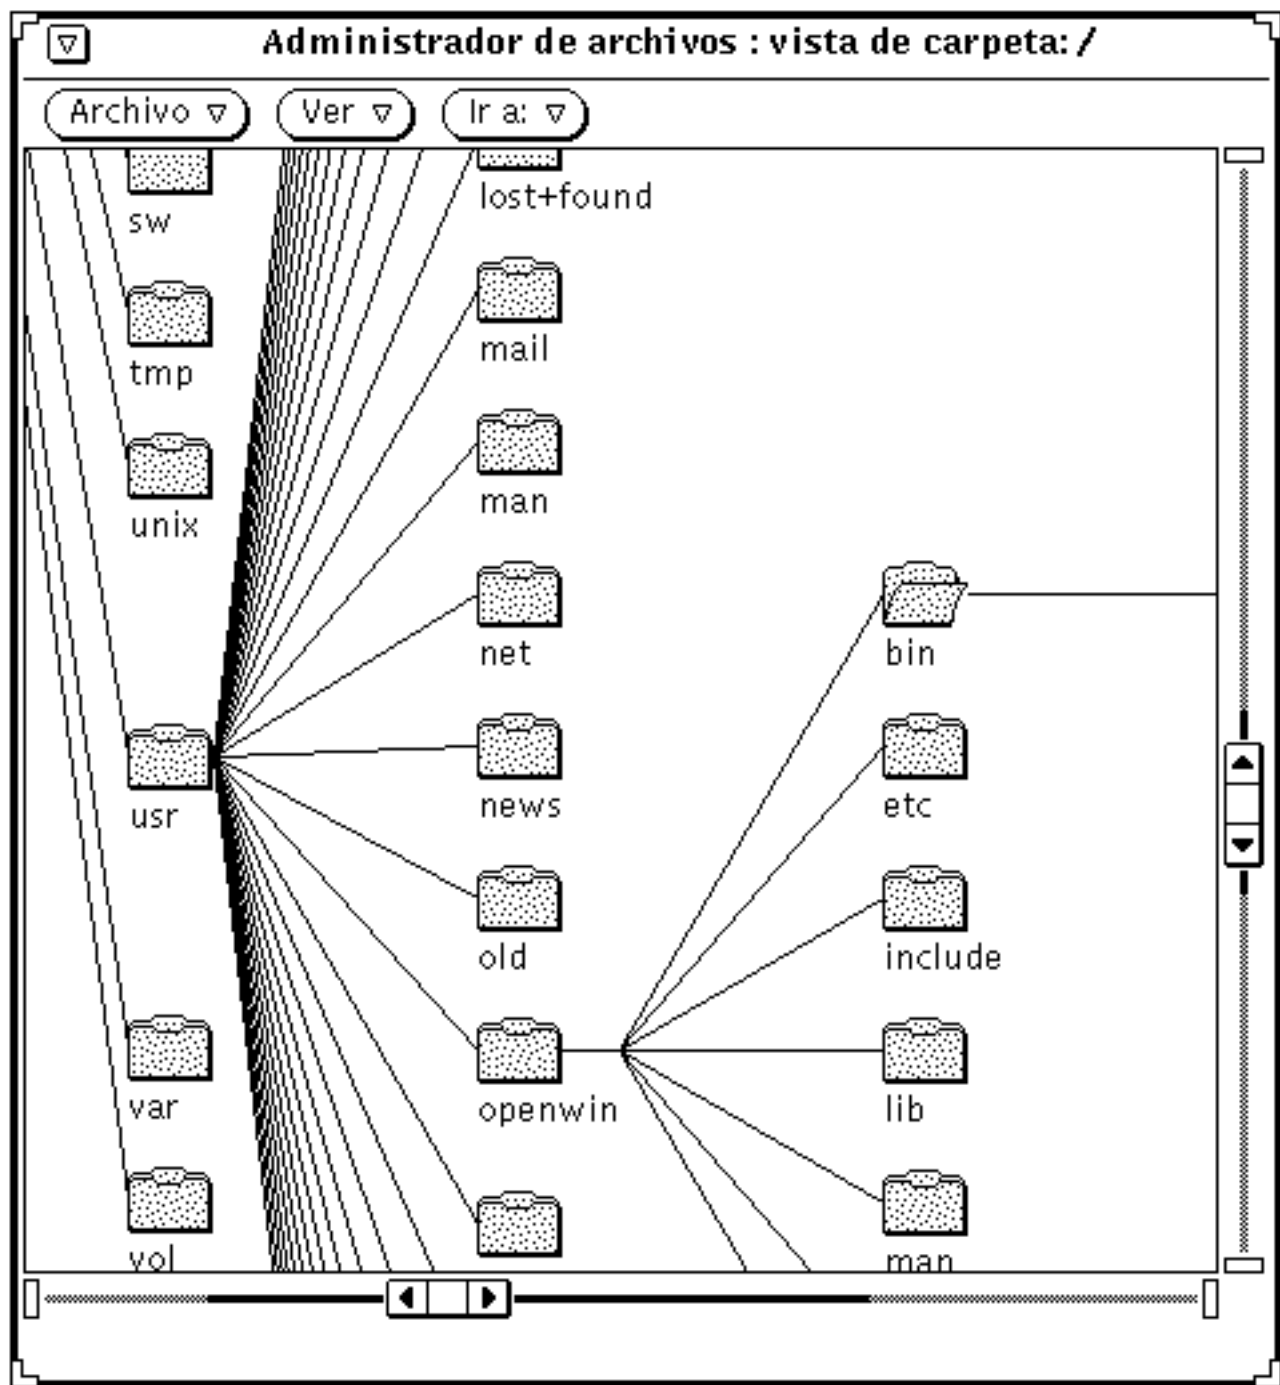 Administrador de archivos : vista de carpeta: /
Archivo Ver Ir a:
lost+found
sw
mail
tmp
man
unix
net
bin
news
etc
usr
old
include
openwin
lib
var
vol
man